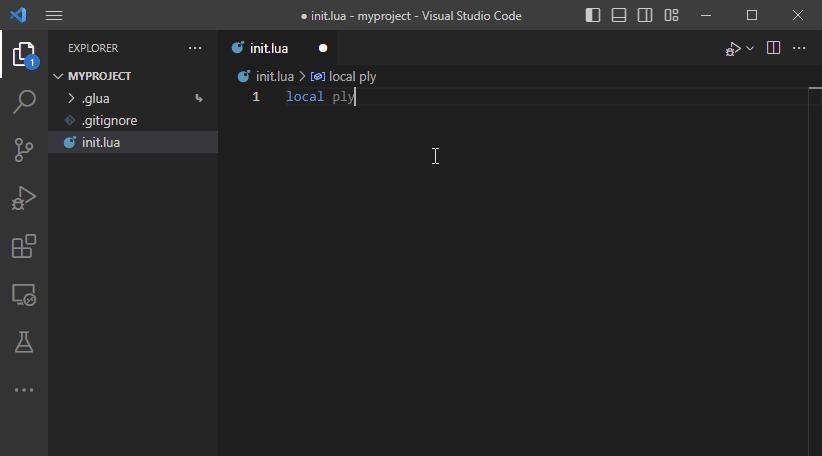 init.lua - myproject - Visual Studio Code
EXPLORER
MYPROJECT
.glua
.gitignore
init.lua
1
init.lua
init.lua > local ply
1 local ply